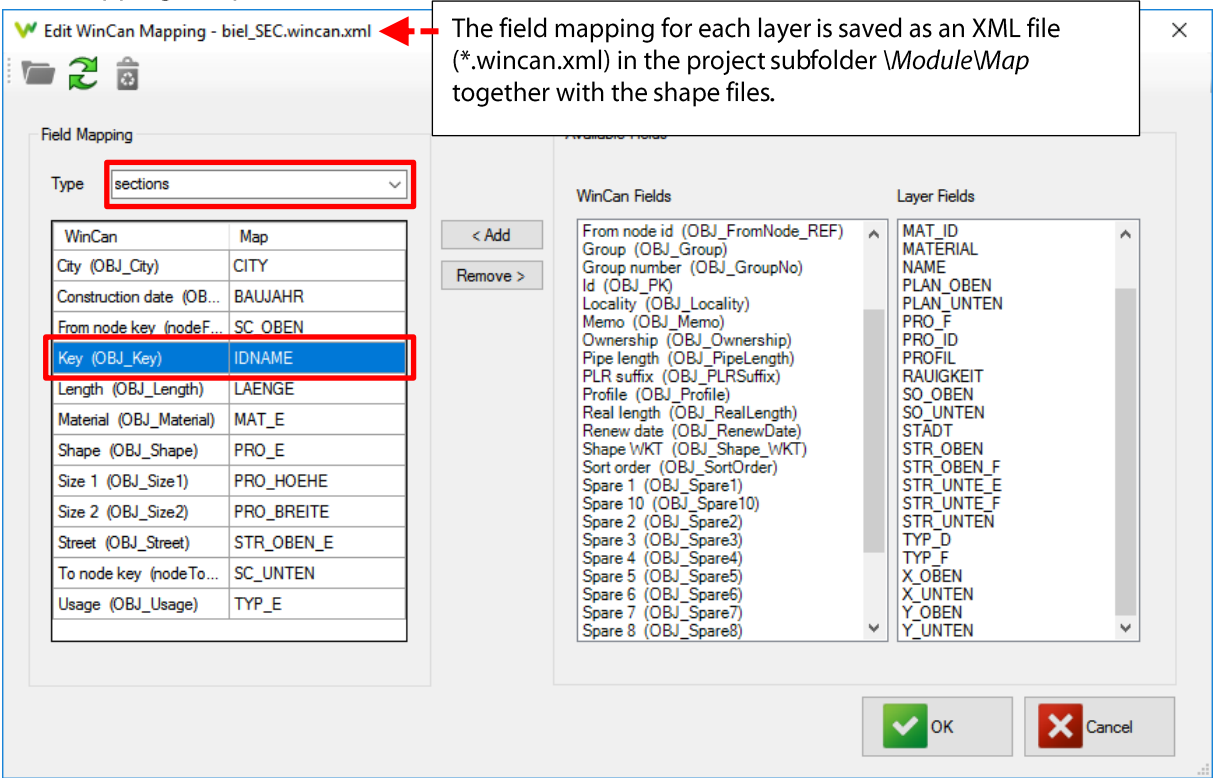 Edit WinCan Mapping - biel_SEC.wincan.xml
The field mapping for each layer is saved as an XML file
(*.wincan.xml) in the project subfolder \Module\Map
together with the shape files.
Field Mapping
Type sections
WinCan Map
City (OBJ_City) CITY
Construction date (OB... BAUJAHR
From node key (nodeF... SC_OBEN
Key (OBJ_Key) IDNAME
Length (OBJ_Length) LAENGE
Material (OBJ_Material) MAT_E
Shape (OBJ_Shape) PRO_E
Size 1 (OBJ_Size1) PRO_HOEHE
Size 2 (OBJ_Size2) PRO_BREITE
Street (OBJ_Street) STR_OBEN_E
To node key (nodeTo... SC_UNTEN
Usage (OBJ_Usage) TYP_E
< Add
Remove >
WinCan Fields
From node id (OBJ_FromNode_REF)
Group (OBJ_Group)
Group number (OBJ_GroupNo)
Id (OBJ_PK)
Locality (OBJ_Locality)
Memo (OBJ_Memo)
Ownership (OBJ_Ownership)
Pipe length (OBJ_PipeLength)
PLR suffix (OBJ_PLRSuffix)
Profile (OBJ_Profile)
Real length (OBJ_RealLength)
Renew date (OBJ_RenewDate)
Shape WKT (OBJ_Shape_WKT)
Sort order (OBJ_SortOrder)
Spare 1 (OBJ_Spare1)
Spare 10 (OBJ_Spare10)
Spare 2 (OBJ_Spare2)
Spare 3 (OBJ_Spare3)
Spare 4 (OBJ_Spare4)
Spare 5 (OBJ_Spare5)
Spare 6 (OBJ_Spare6)
Spare 7 (OBJ_Spare7)
Spare 8 (OBJ_Spare8)
Layer Fields
MAT_ID
MATERIAL
NAME
PLAN_OBEN
PLAN_UNTEN
PRO_F
PRO_ID
PROFIL
RAUIGKEIT
SO_OBEN
SO_UNTEN
STADT
STR_OBEN
STR_OBEN_F
STR_UNTE_E
STR_UNTE_F
STR_UNTEN
TYP_D
TYP_F
X_OBEN
X_UNTEN
Y_OBEN
Y_UNTEN
OK
Cancel